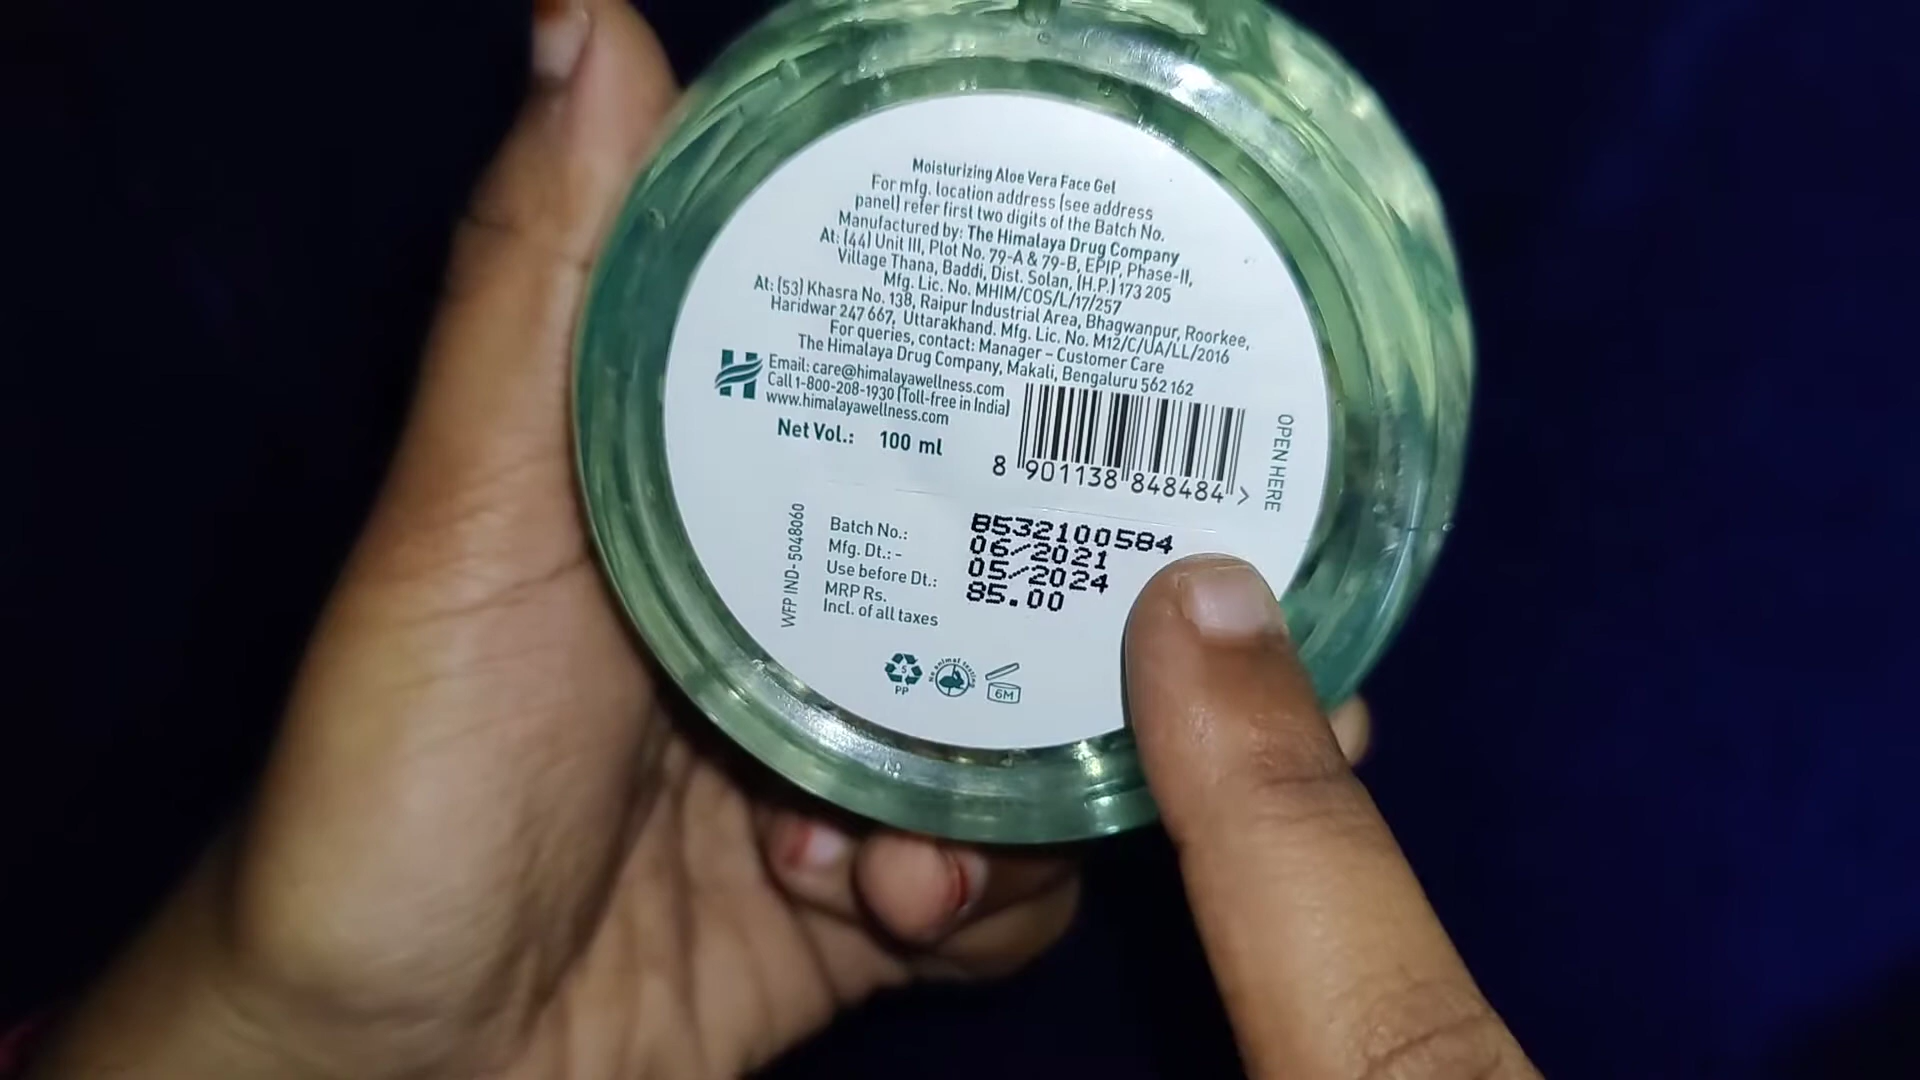 Moisturizing Aloe Vera Face Gel
For mfg. location address (see address
panel) refer first two digits of the Batch No.
Manufactured by: The Himalaya Drug Company
At: (44) Unit III, Plot No. 79-A & 79-B, EPIP, Phase-II,
Village Thana, Baddi, Dist. Solan, (H.P.) 173 205
Mfg. Lic. No. MHIM/COS/L/17/257
At: (53) Khasra No. 138, Raipur Industrial Area, Bhagwanpur, Roorkee,
Haridwar 247 667, Uttarakhand. Mfg. Lic. No. M12/C/UA/LL/2016
For queries, contact: Manager – Customer Care
The Himalaya Drug Company, Makali, Bengaluru 562 162
Email: care@himalayawellness.com
Call 1-800-208-1930 (Toll-free in India)
www.himalayawellness.com
Net Vol.: 100 ml
8 901138 848484 >
OPEN HERE
WFP IND- 5048060
Batch No.: B532100584
Mfg. Dt.: - 06/2021
Use before Dt.: 05/2024
MRP Rs. 85.00
Incl. of all taxes
5
PP
No animal testing
6M